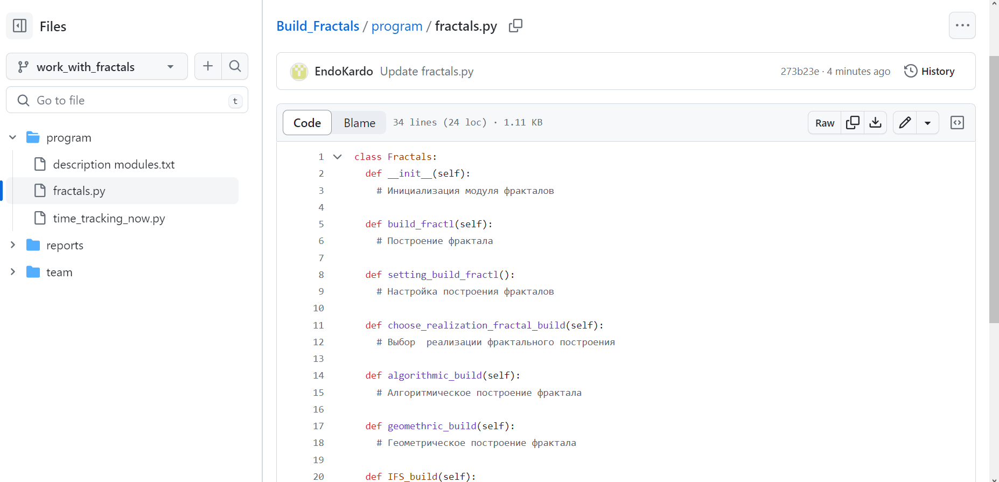 Files
work_with_fractals
Go to file
t
program
description modules.txt
fractals.py
time_tracking_now.py
reports
team
Build_Fractals / program / fractals.py
EndoKardo Update fractals.py 273b23e · 4 minutes ago History
Code Blame 34 lines (24 loc) · 1.11 KB Raw
1 class Fractals:
2 def __init__(self):
3 # Инициализация модуля фракталов
4
5 def build_fractl(self):
6 # Построение фрактала
7
8 def setting_build_fractl():
9 # Настройка построения фракталов
10
11 def choose_realization_fractal_build(self):
12 # Выбор  реализации фрактального построения
13
14 def algorithmic_build(self):
15 # Алгоритмическое построение фрактала
16
17 def geomethric_build(self):
18 # Геометрическое построение фрактала
19
20 def IFS_build(self):